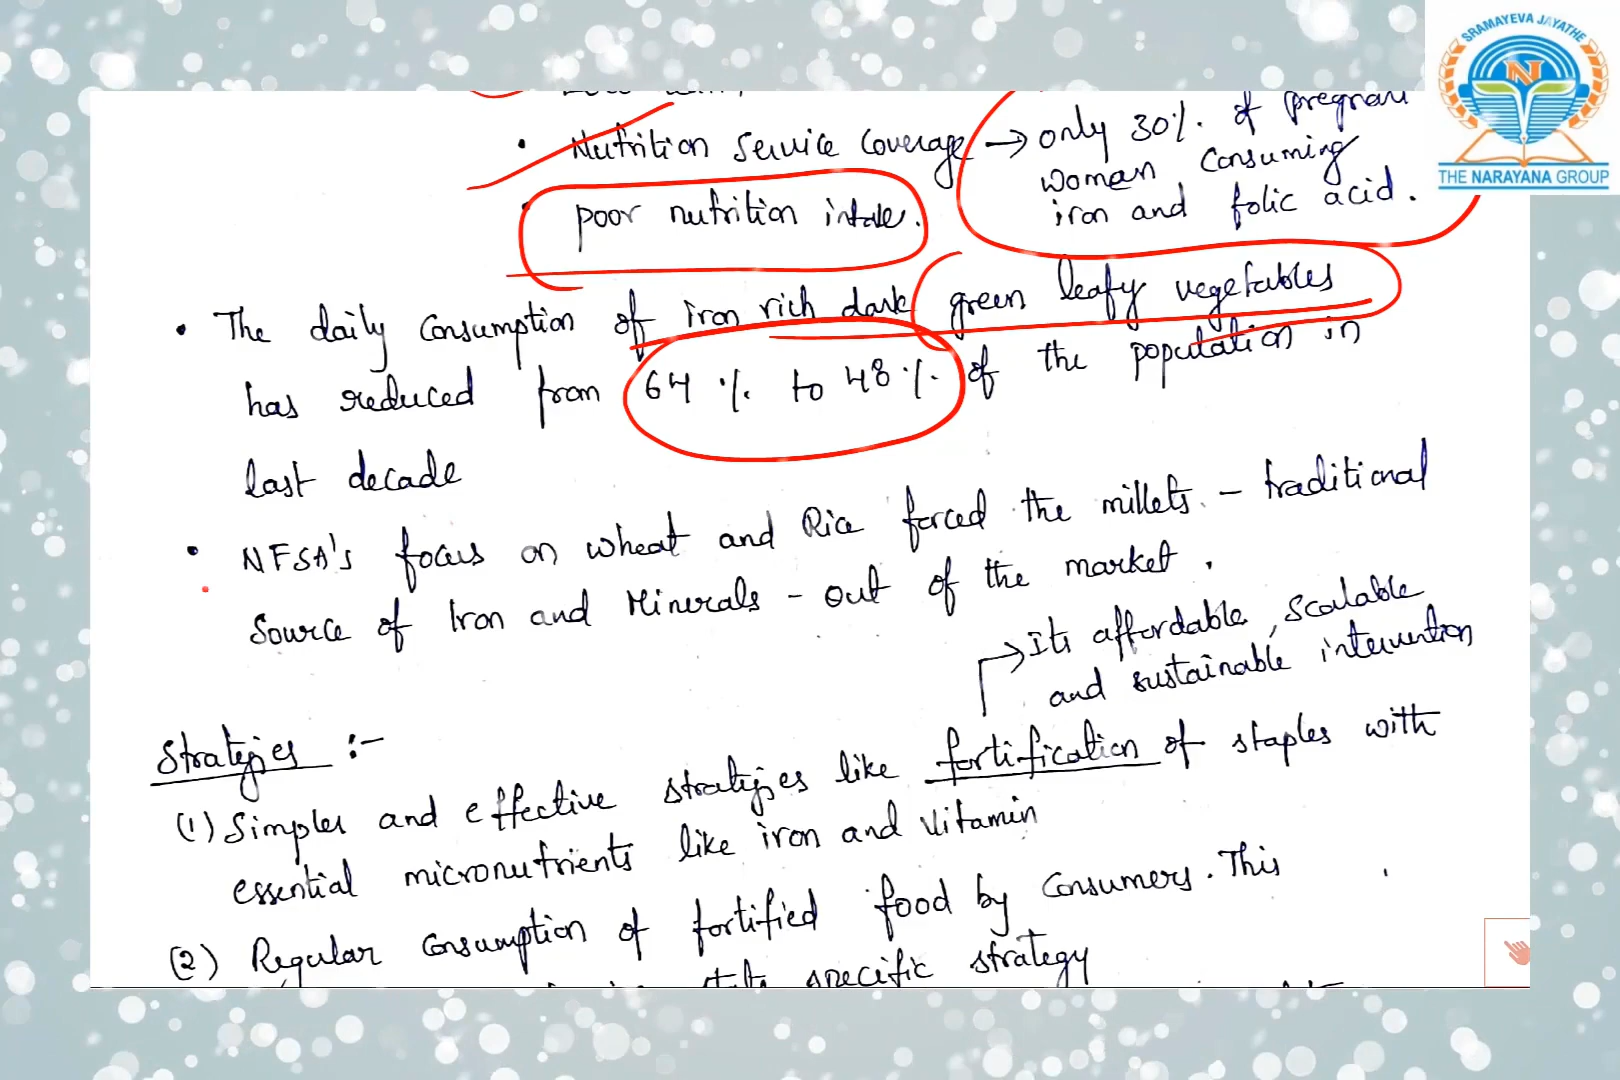 SRAMAYEVA JAYATHE
N
THE NARAYANA GROUP
• Nutrition Service Coverage → only 30%. of pregnan
woman consuming
iron and folic acid.
• poor nutrition intake.
• The daily consumption of iron rich dark green leafy vegetables
has reduced from 64 % to 48 %. of the population in
last decade
• NFSA's focus on wheat and Rice forced the millets - traditional
Source of Iron and Minerals - out of the market.
→ Its affordable, scalable
and sustainable intervention
Strategies :-
(1) Simples and effective strategies like fortification of staples with
essential micronutrients like iron and vitamin
(2) Regular consumption of fortified food by consumers. This
specific strategy